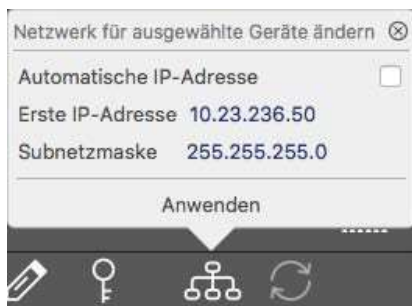 Netzwerk für ausgewählte Geräte ändern
Automatische IP-Adresse
Erste IP-Adresse 10.23.236.50
Subnetzmaske 255.255.255.0
Anwenden